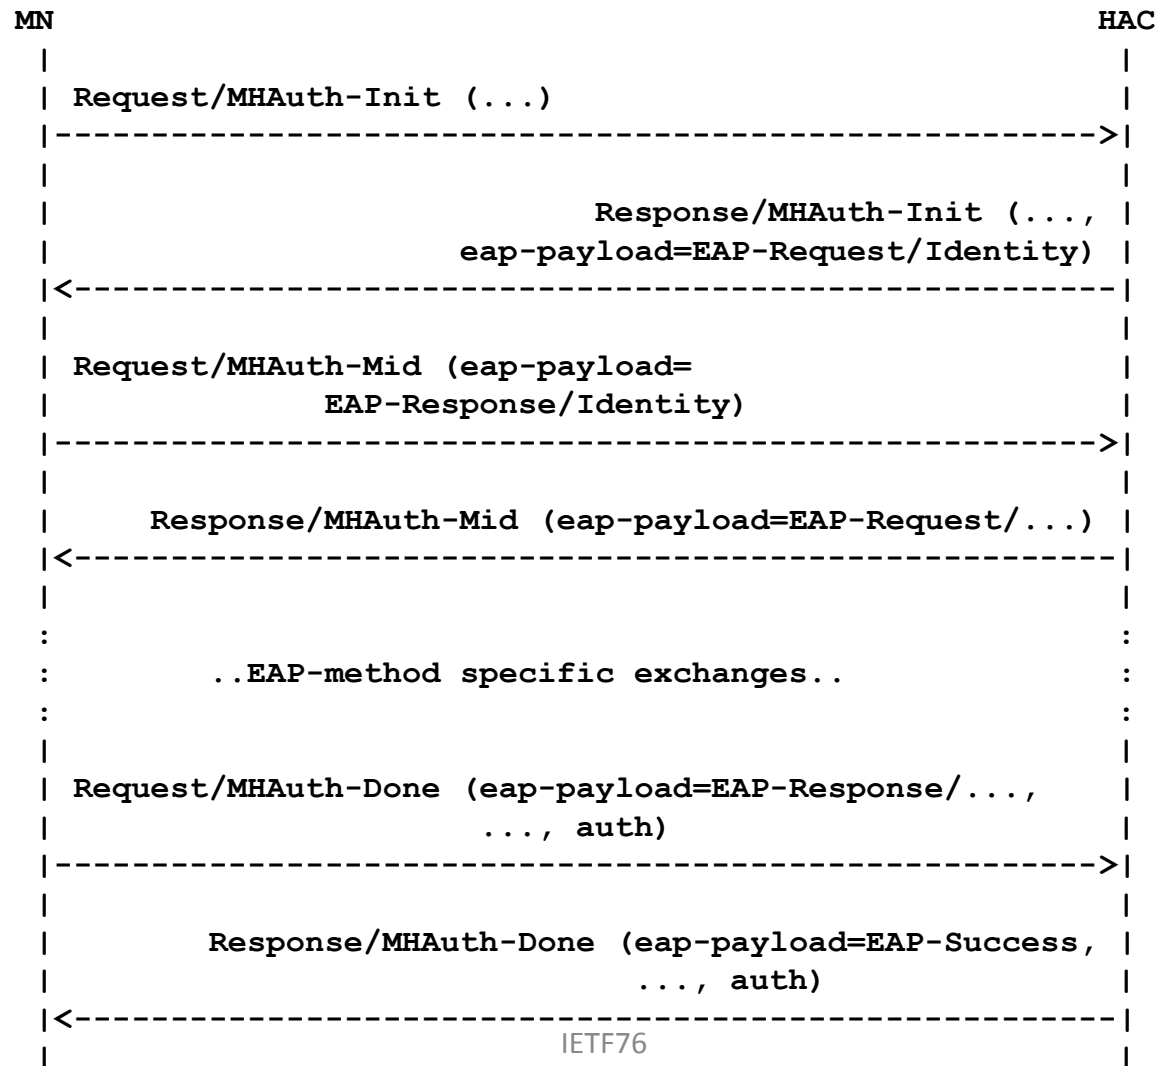 MN HAC
Request/MHAuth-Init (...)
Response/MHAuth-Init (...,
eap-payload=EAP-Request/Identity)
Request/MHAuth-Mid (eap-payload=
EAP-Response/Identity)
Response/MHAuth-Mid (eap-payload=EAP-Request/...)
..EAP-method specific exchanges..
Request/MHAuth-Done (eap-payload=EAP-Response/...,
..., auth)
Response/MHAuth-Done (eap-payload=EAP-Success,
..., auth)
IETF76